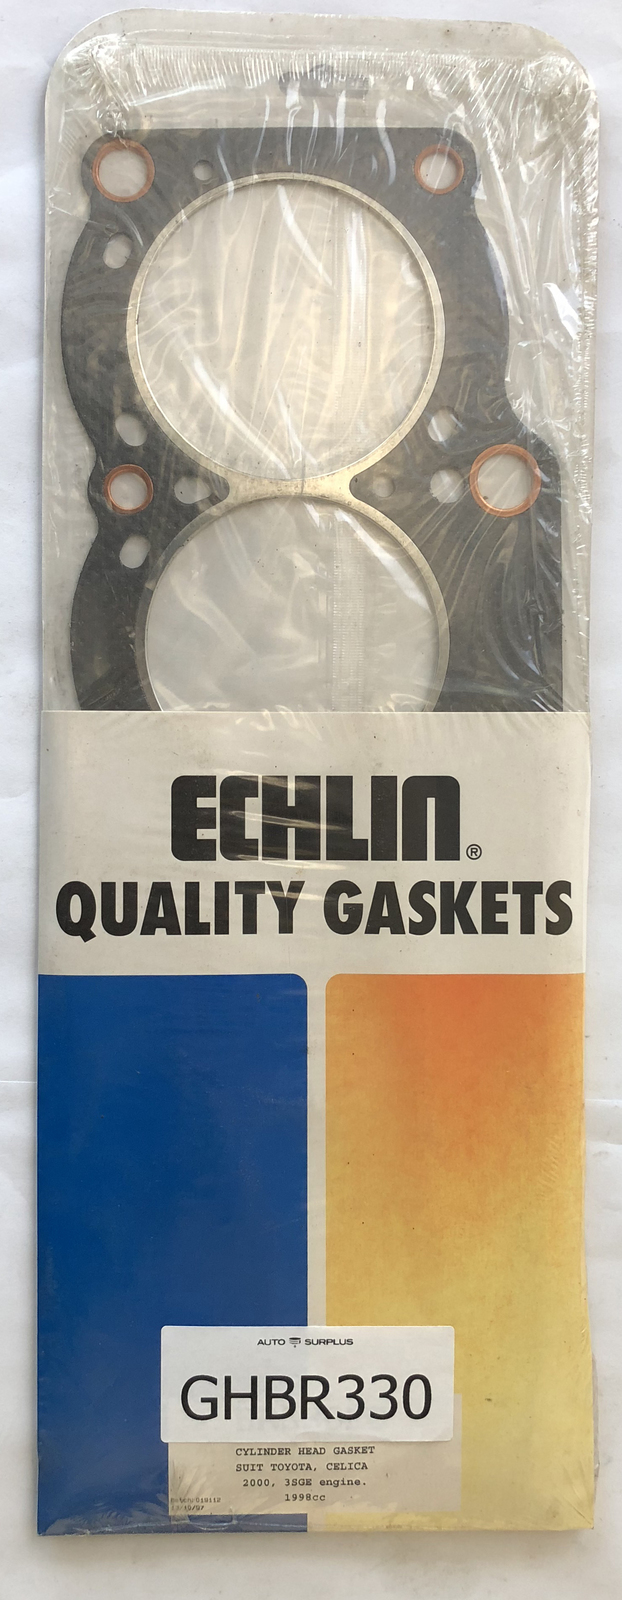 ECHLIN®
QUALITY GASKETS
AUTO SURPLUS
GHBR330
CYLINDER HEAD GASKET
SUIT TOYOTA, CELICA
2000, 3SGE engine.
1998cc